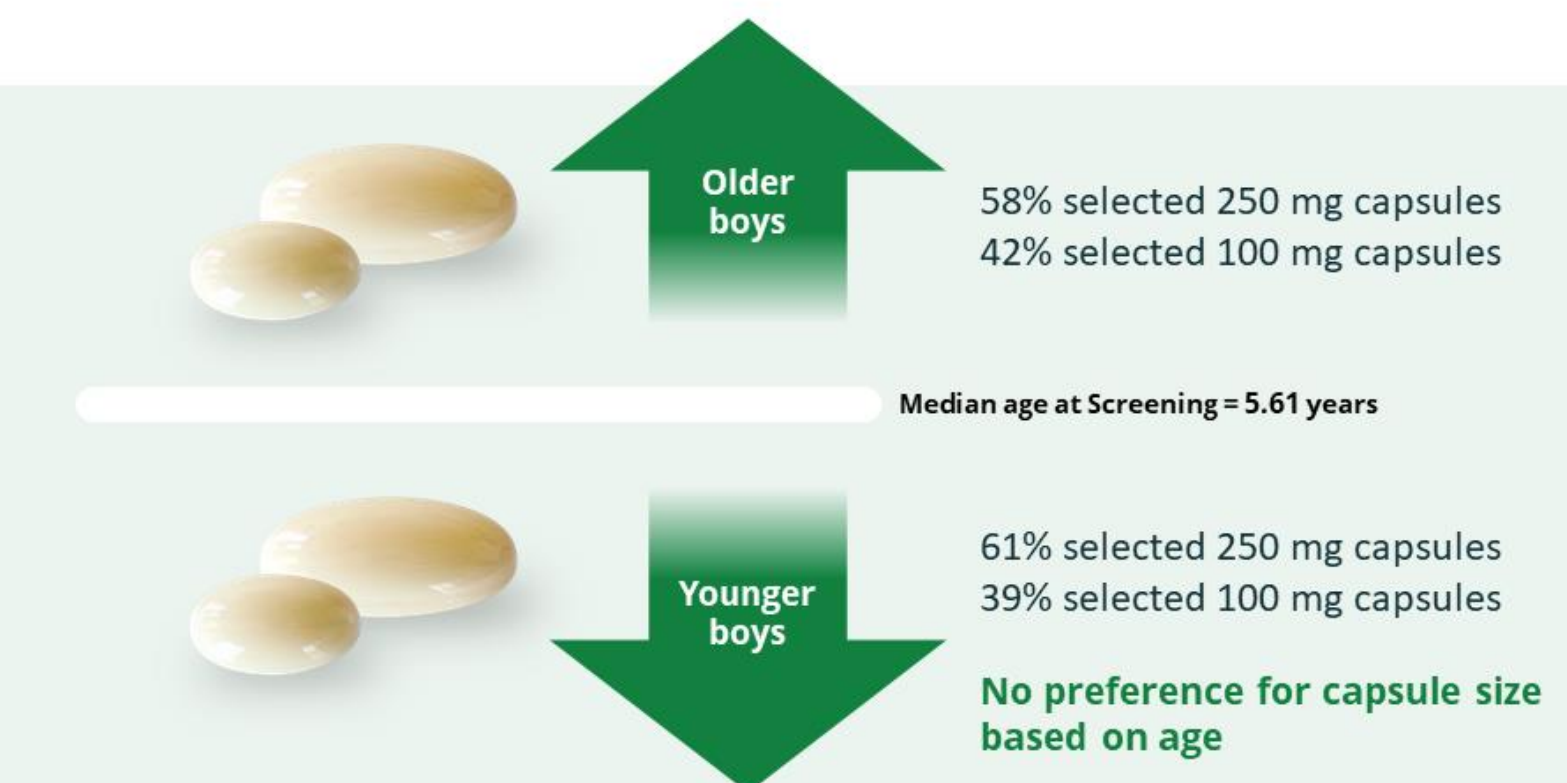 Older
boys
58% selected 250 mg capsules
42% selected 100 mg capsules
Median age at Screening = 5.61 years
Younger
boys
61% selected 250 mg capsules
39% selected 100 mg capsules
No preference for capsule size
based on age